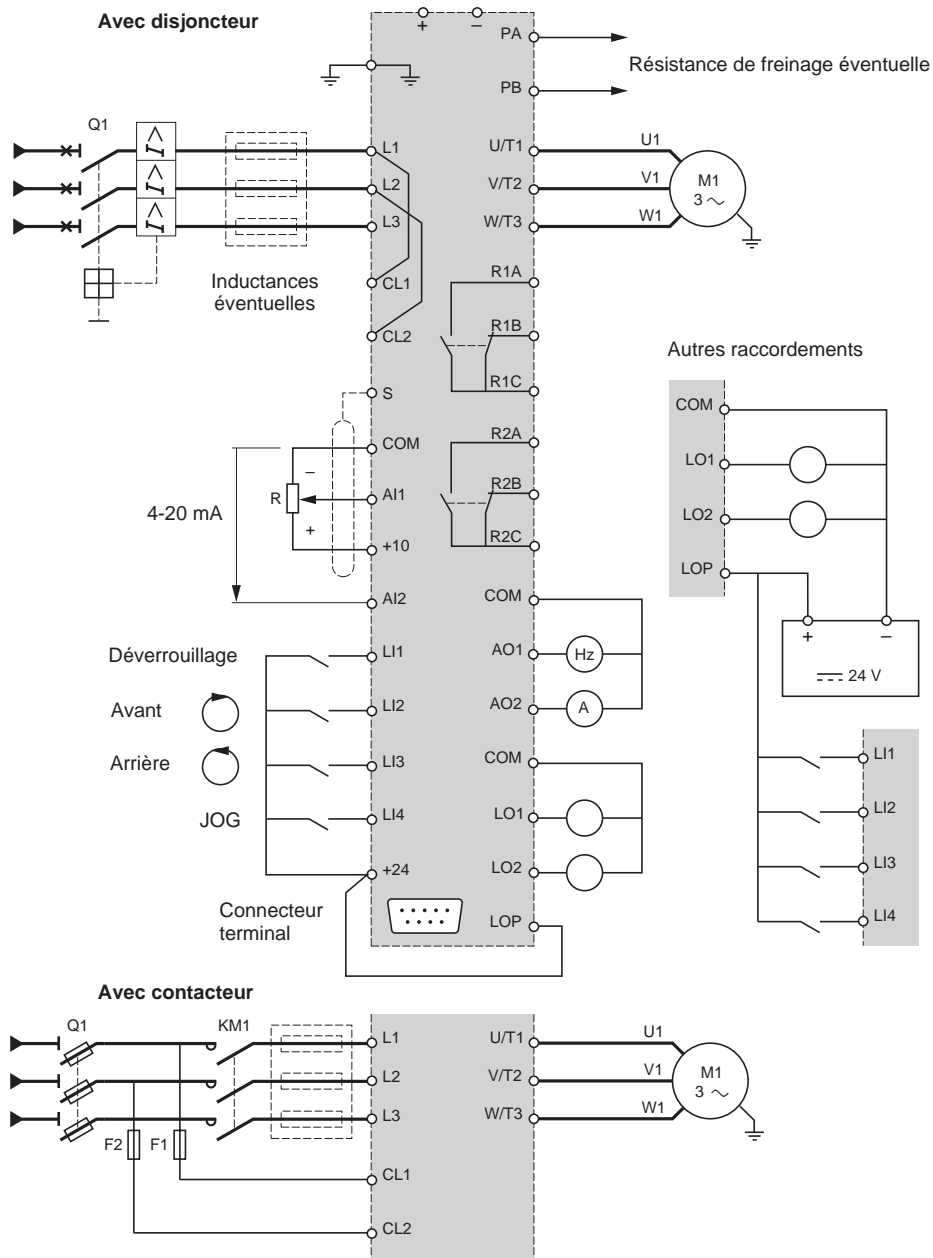 Avec disjoncteur
+ −
PA
Résistance de freinage éventuelle
PB
Q1
L1 U/T1 U1
L2 V/T2 V1 M1
3 ~
L3 W/T3 W1
Inductances
éventuelles
CL1 R1A
CL2 R1B
R1C
S
COM R2A
−
R AI1 R2B
4-20 mA
+
+10 R2C
AI2 COM
Déverrouillage LI1 AO1 Hz
Avant LI2 AO2 A
Arrière LI3 COM
JOG LI4 LO1
+24 LO2
Connecteur
terminal
LOP
Autres raccordements
COM
LO1
LO2
LOP
+ −
24 V
LI1
LI2
LI3
LI4
Avec contacteur
Q1 KM1
L1 U/T1 U1
L2 V/T2 V1 M1
3 ~
L3 W/T3 W1
F2 F1
CL1
CL2